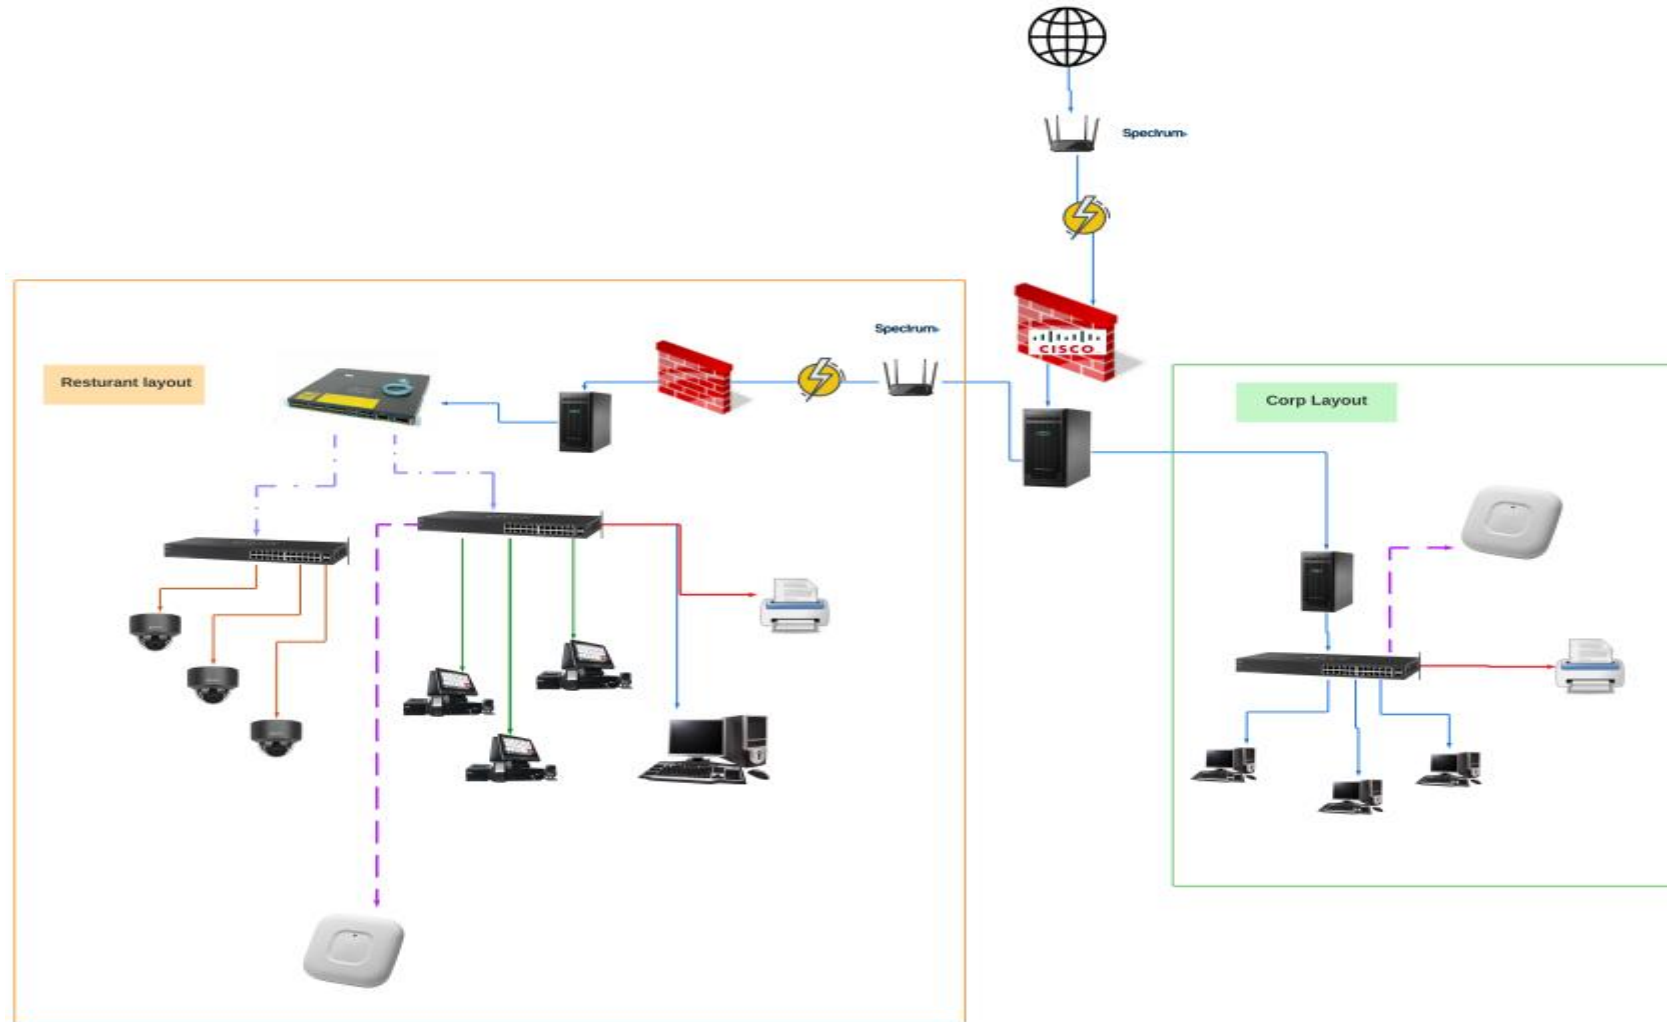 Spectrum
Spectrum
CISCO
Resturant layout
Corp Layout